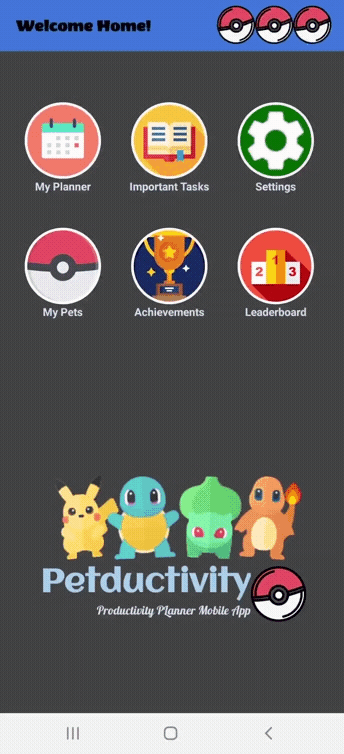 Welcome Home!
My Planner
Important Tasks
Settings
2 1 3
My Pets
Achievements
Leaderboard
Petductivity
Productivity PLanner Mobile App